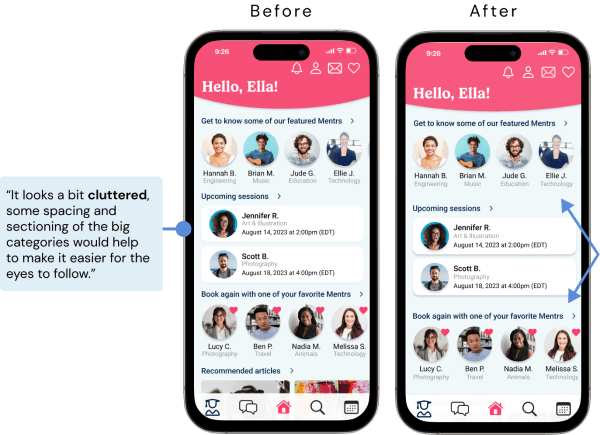 Before
After
"It looks a bit cluttered,
some spacing and
sectioning of the big
categories would help
to make it easier for the
eyes to follow."
9:26
Hello, Ella!
Get to know some of our featured Mentrs >
Hannah B.
Engineering
Brian M.
Music
Jude G.
Education
Ellie J.
Technology
Upcoming sessions >
Jennifer R.
Art & Illustration
August 14, 2023 at 2:00pm (EDT)
Scott B.
Photography
August 18, 2023 at 4:00pm (EDT)
Book again with one of your favorite Mentrs >
Lucy C.
Photography
Ben P.
Travel
Nadia M.
Animals
Melissa S.
Technology
Recommended articles >
9:26
Hello, Ella!
Get to know some of our featured Mentrs >
Hannah B.
Engineering
Brian M.
Music
Jude G.
Education
Ellie J.
Technology
Upcoming sessions >
Jennifer R.
Art & Illustration
August 14, 2023 at 2:00pm (EDT)
Scott B.
Photography
August 18, 2023 at 4:00pm (EDT)
Book again with one of your favorite Mentrs >
Lucy C.
Photography
Ben P.
Travel
Nadia M.
Animals
Melissa S.
Technology